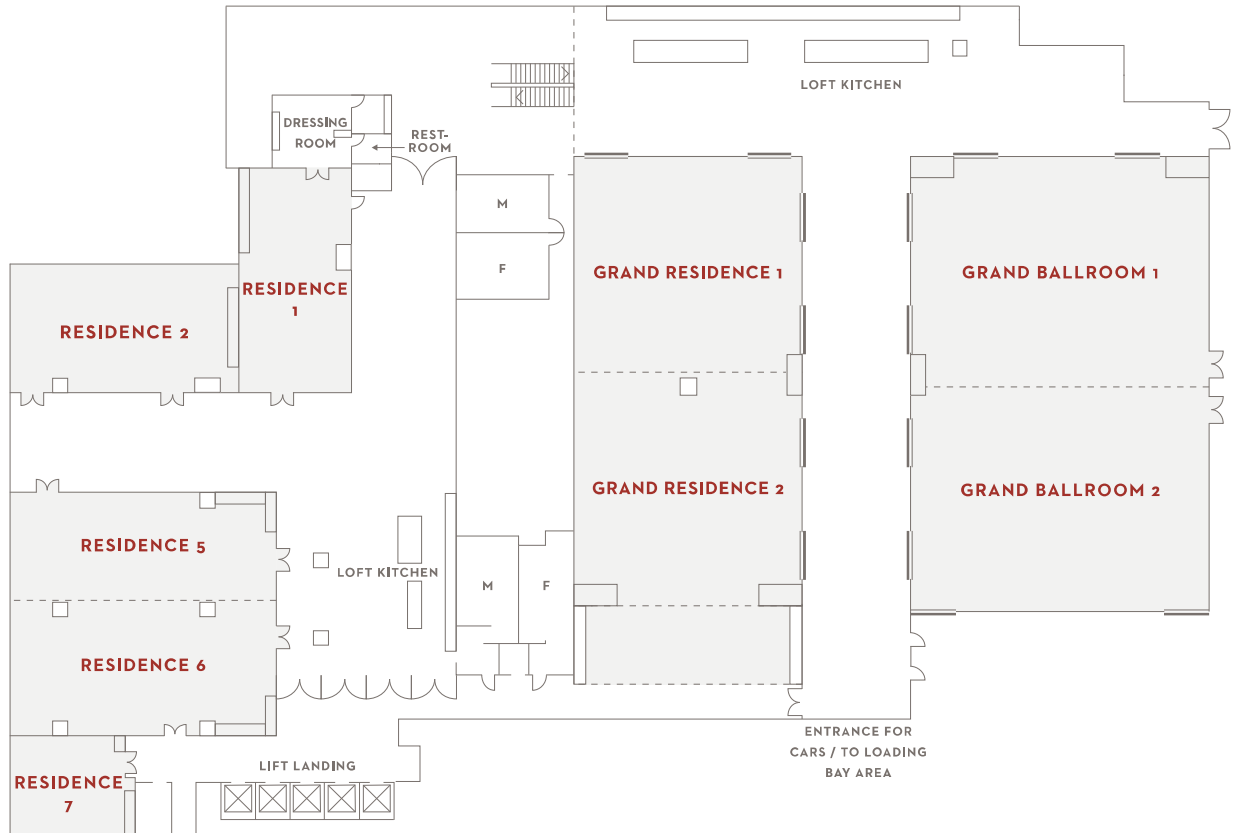 LOFT KITCHEN
DRESSING
ROOM
REST-
ROOM
M
F
GRAND RESIDENCE 1
GRAND BALLROOM 1
RESIDENCE
1
RESIDENCE 2
GRAND RESIDENCE 2
GRAND BALLROOM 2
RESIDENCE 5
LOFT KITCHEN
M
F
RESIDENCE 6
ENTRANCE FOR
CARS / TO LOADING
BAY AREA
LIFT LANDING
RESIDENCE
7